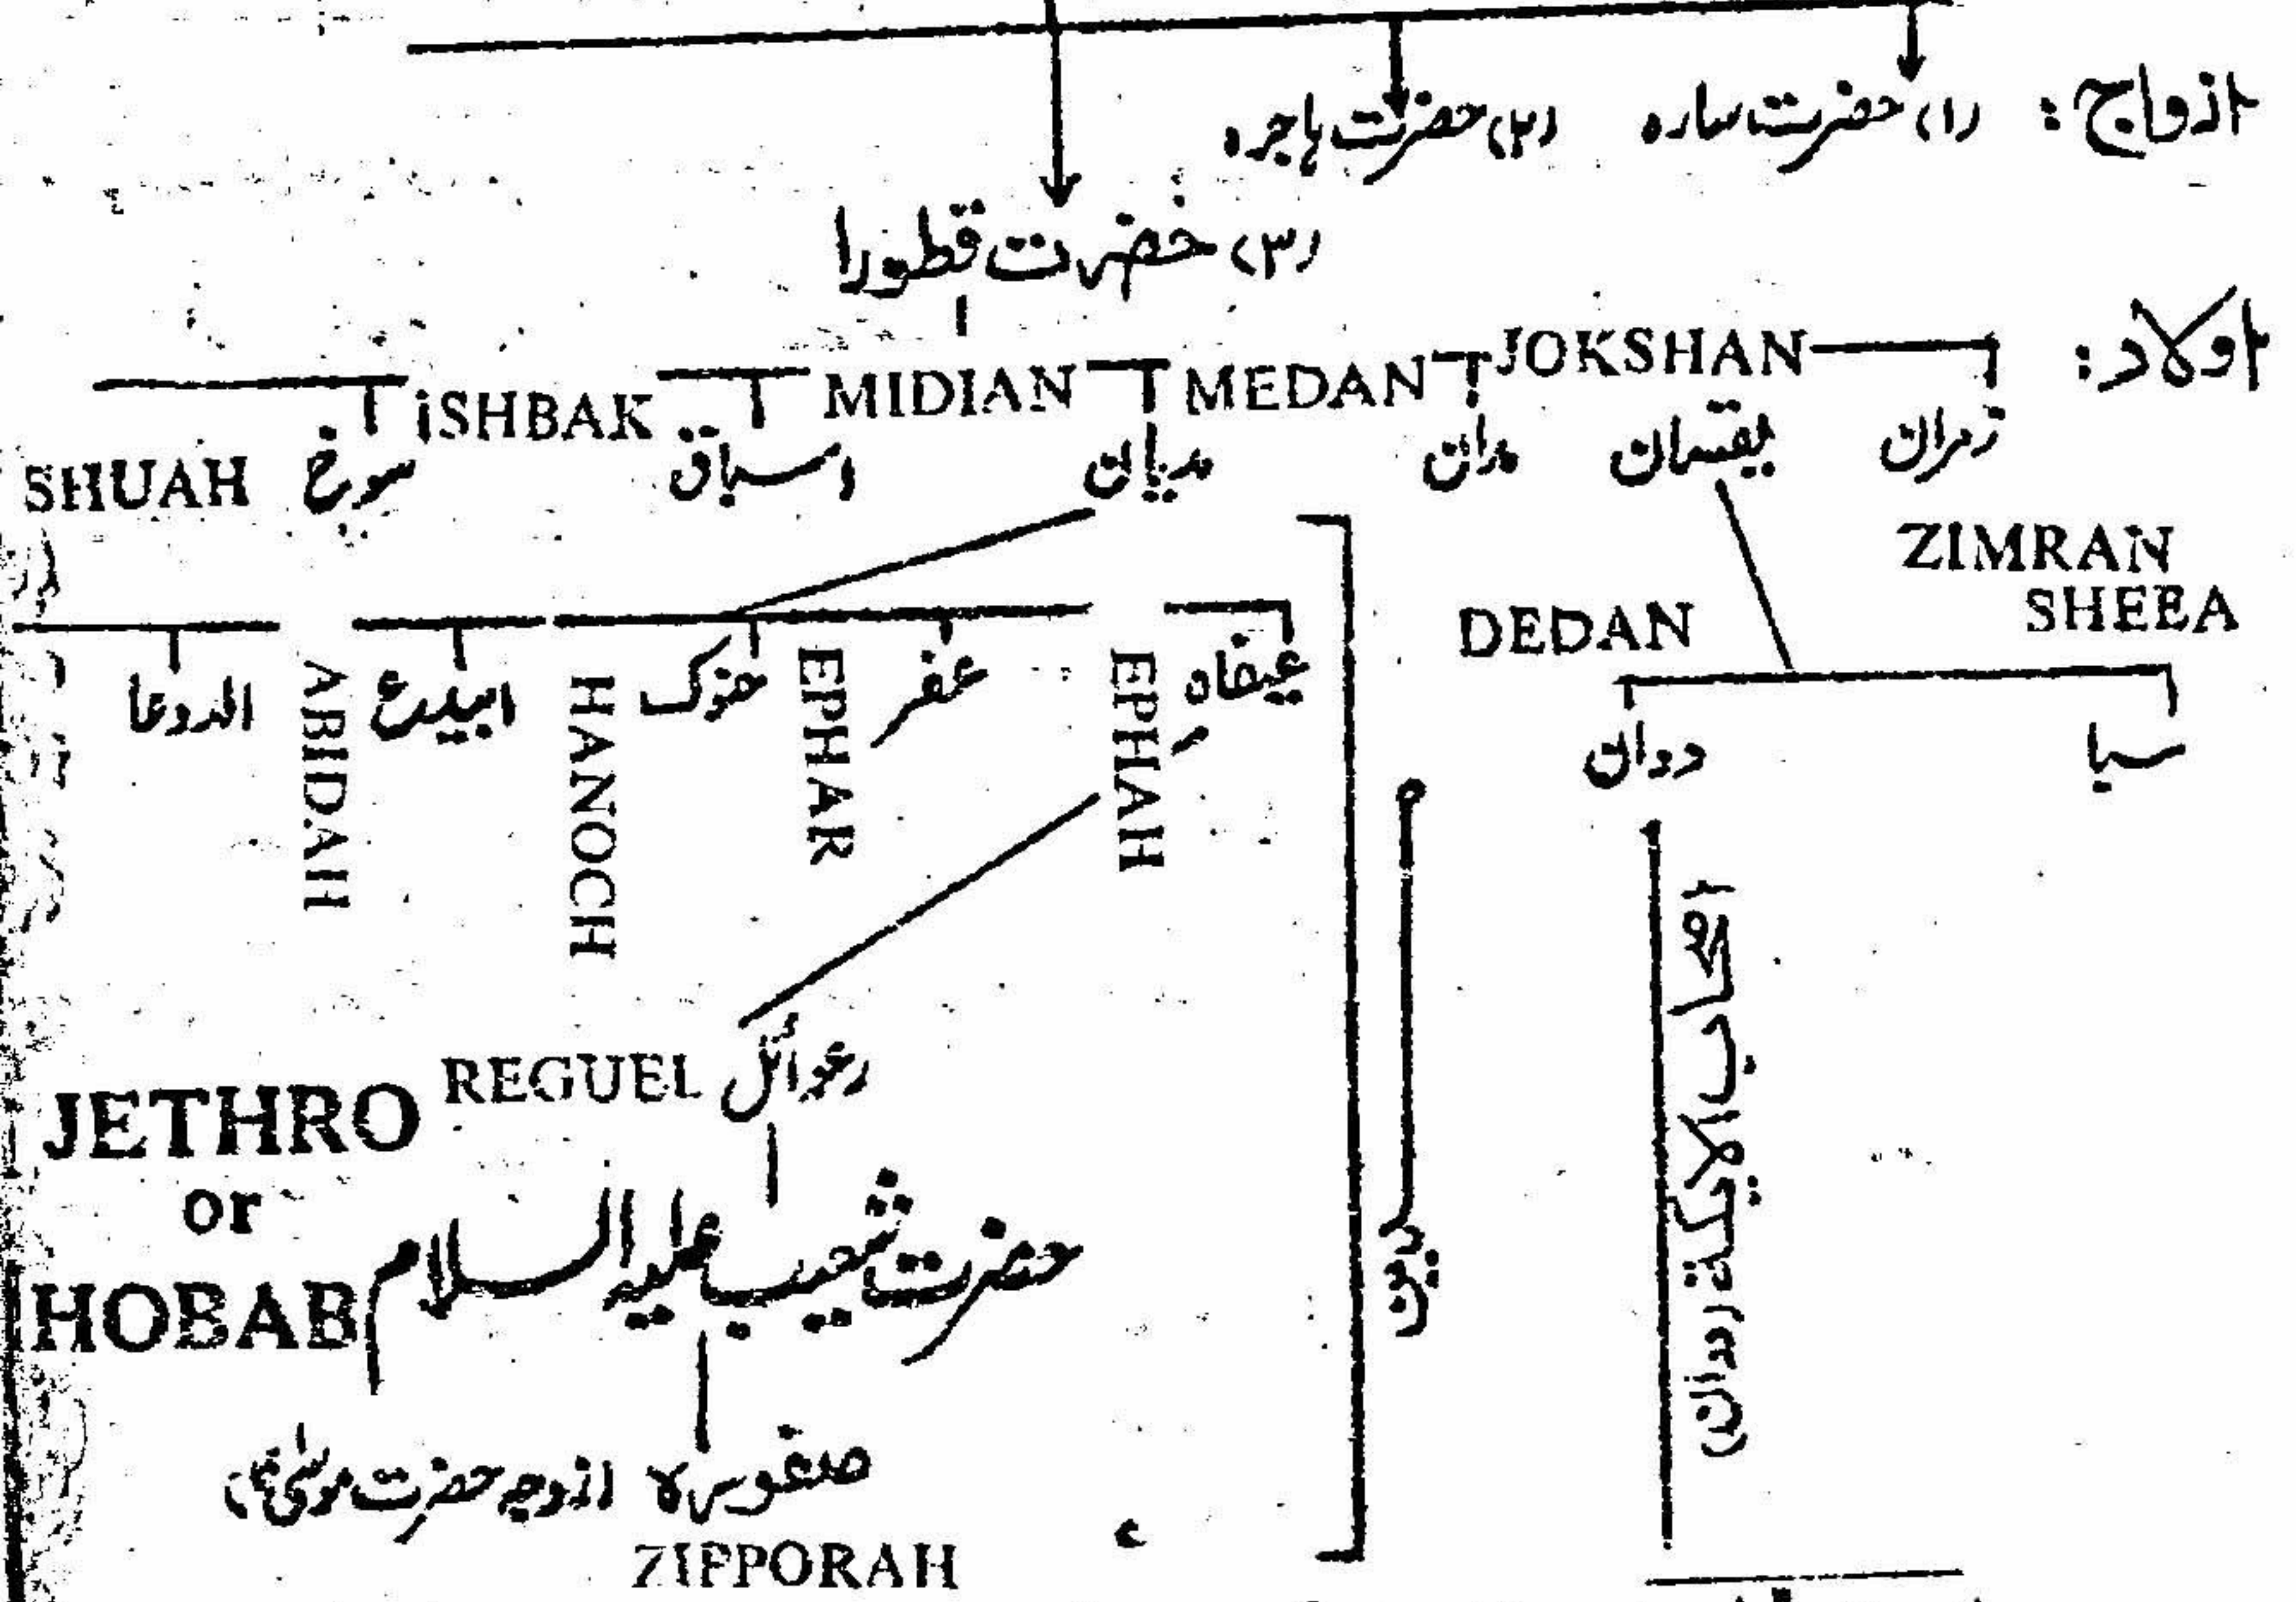 ازواج: (۱) حضرت سارہ (۲) حضرت ہاجرہ
(۳) حضرت قطورا
اولاد:
JOKSHAN MEDAN MIDIAN ISHBAK
زمران یقسان مدان مدیان اسباق سوخ SHUAH
ZIMRAN
SHEBA DEDAN
عیفاہ EPHAH عفر EPHAR حنوک HANOCH ابیدع ABIDAH الدوعا
سبا ددان
رعوائل REGUEL
JETHRO
or
HOBAB
حضرت شعیب علیہ السلام
صفورہ (زوجہ حضرت موسیٰؑ)
ZIPPORAH